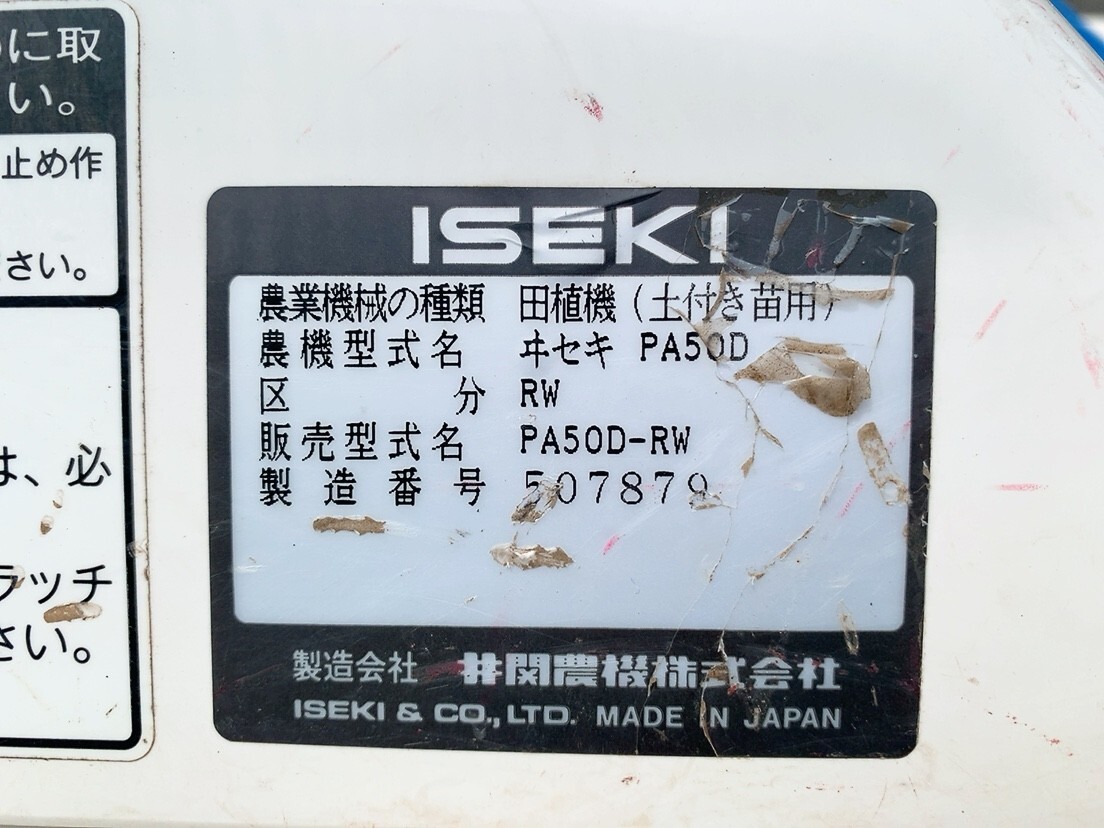 に取
い。
止め作
さい。
は、必
ラッチ
さい。
ISEKI
農業機械の種類 田植機(土付き苗用)
農機型式名 ヰセキ PA50D
区分 RW
販売型式名 PA50D-RW
製造番号 507879
製造会社 井関農機株式会社
ISEKI & CO.,LTD. MADE IN JAPAN